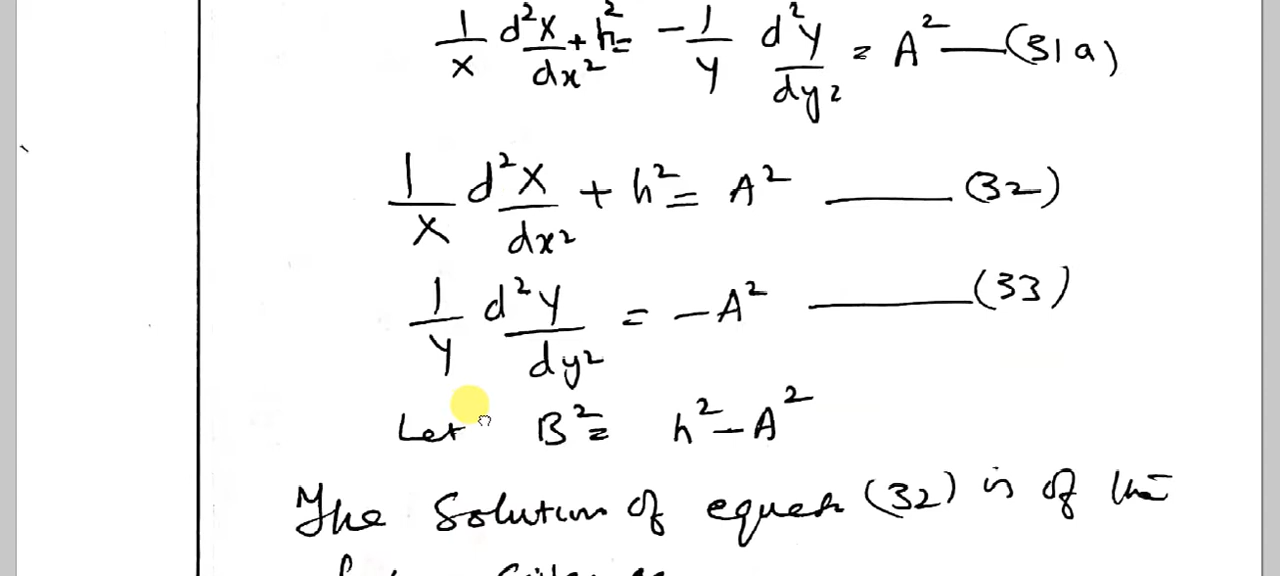 1/X d²X/dx² + h² = -1/Y d²Y/dy² = A² — (31a)
1/X d²X/dx² + h² = A² — (32)
1/Y d²Y/dy² = -A² — (33)
Let B² = h² - A²
The Solution of equatn (32) is of the